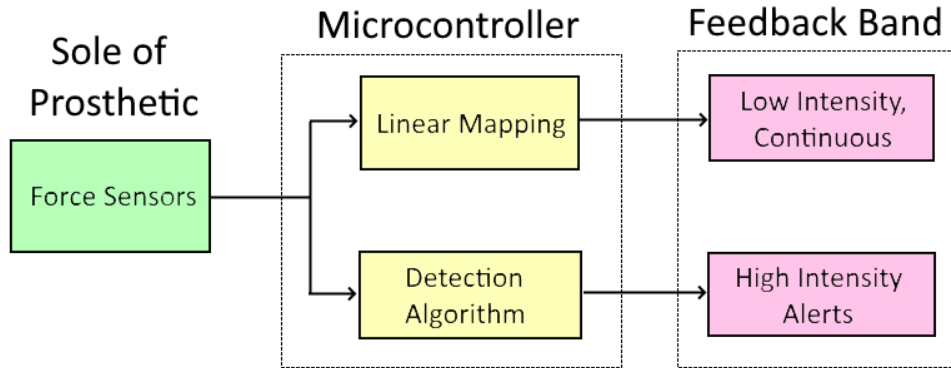 Sole of
Prosthetic
Force Sensors
Microcontroller
Linear Mapping
Detection
Algorithm
Feedback Band
Low Intensity,
Continuous
High Intensity
Alerts